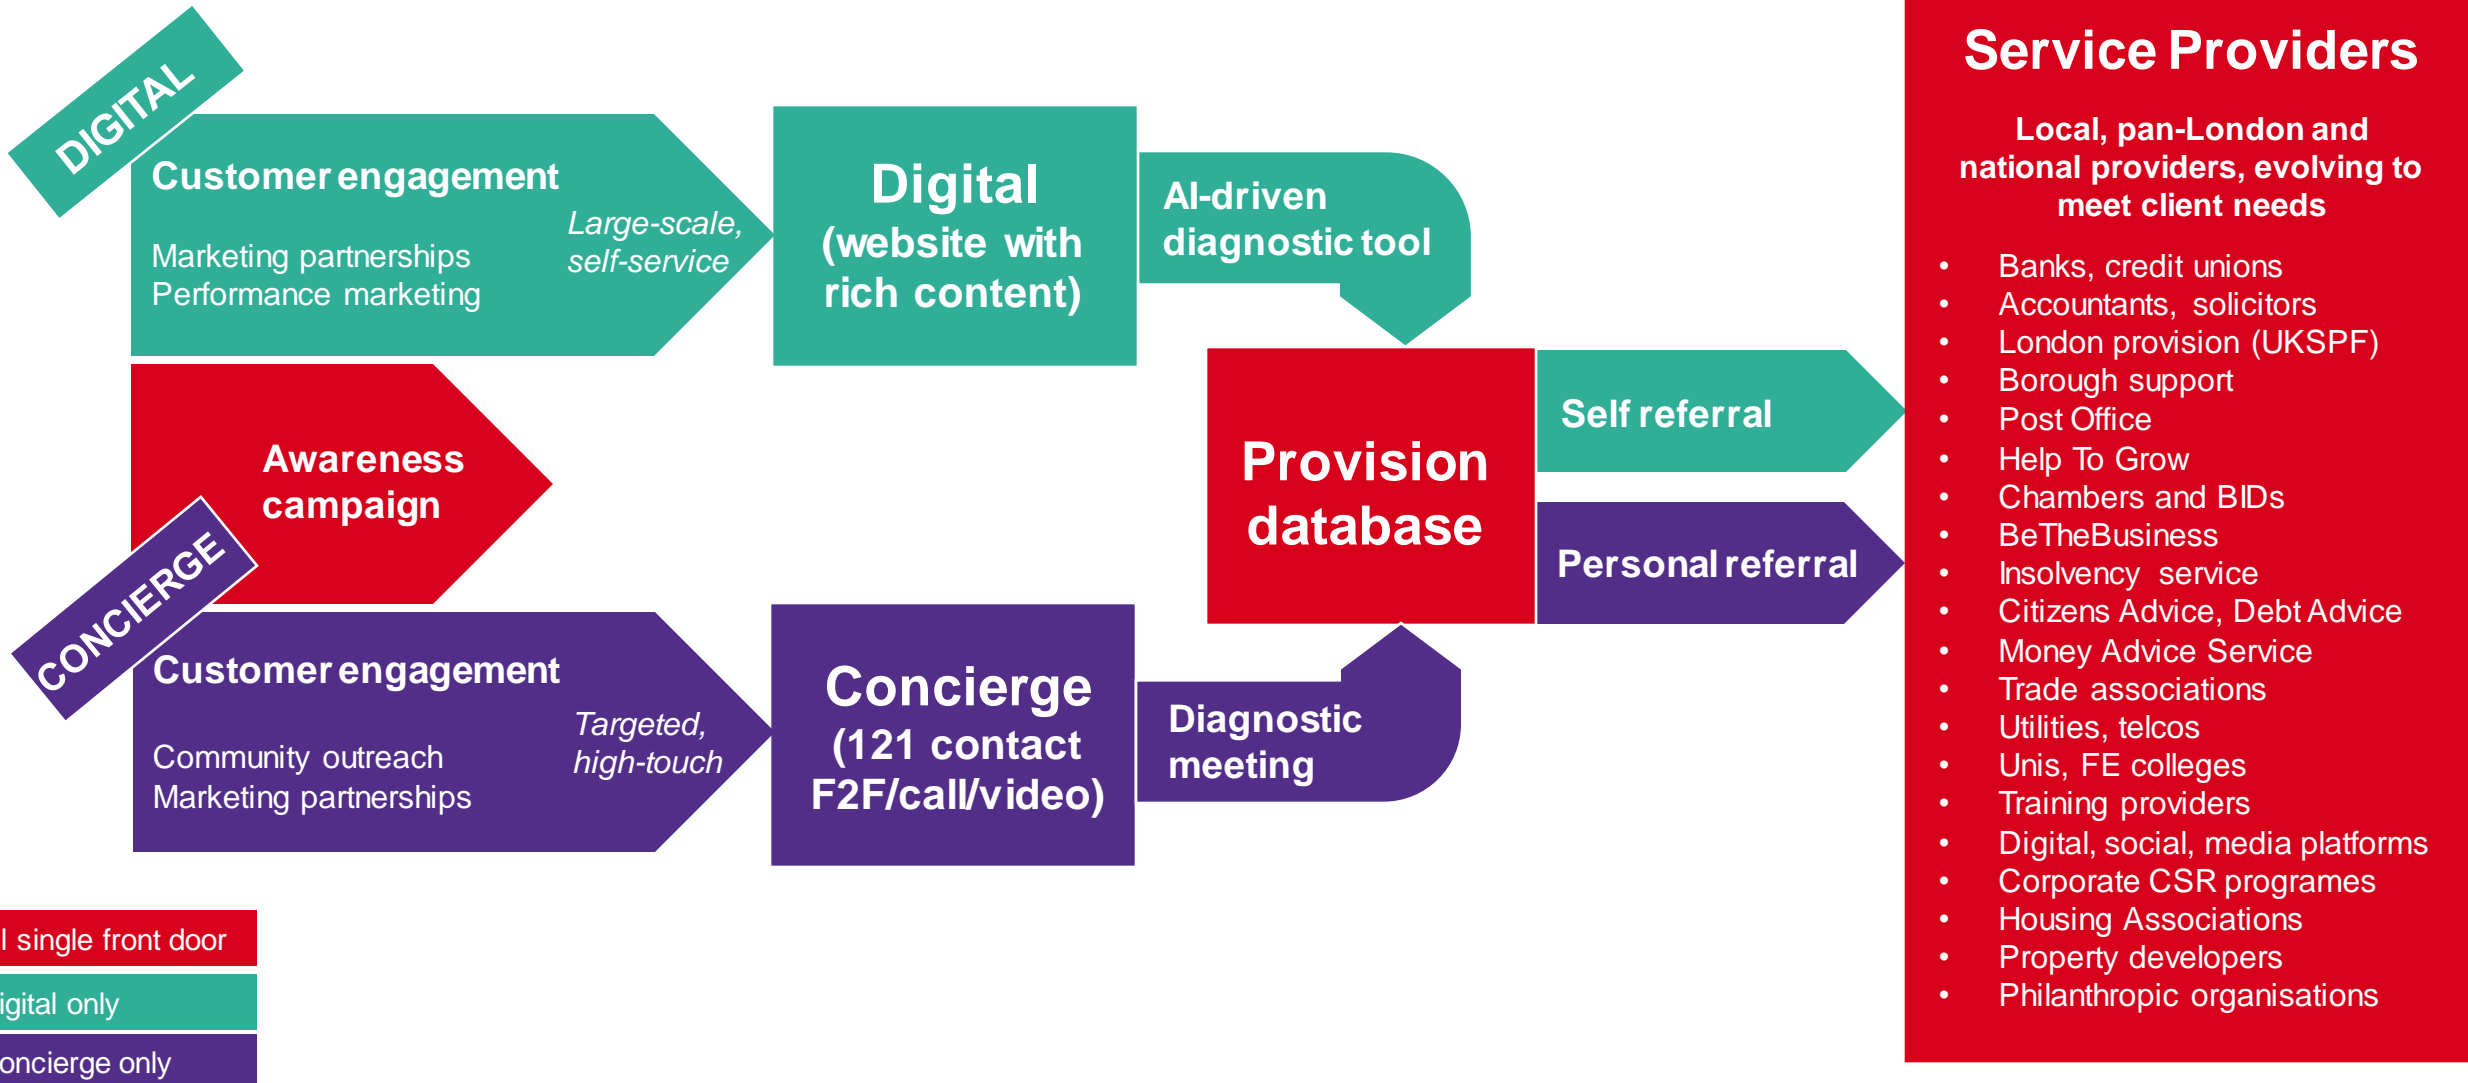 DIGITAL
Customer engagement
Large-scale,
self-service
Marketing partnerships
Performance marketing
Digital
(website with
rich content)
AI-driven
diagnostic tool
Awareness
campaign
CONCIERGE
Customer engagement
Targeted,
high-touch
Community outreach
Marketing partnerships
Concierge
(121 contact
F2F/call/video)
Diagnostic
meeting
Provision
database
Self referral
Personal referral
Service Providers
Local, pan-London and
national providers, evolving to
meet client needs
• Banks, credit unions
• Accountants, solicitors
• London provision (UKSPF)
• Borough support
• Post Office
• Help To Grow
• Chambers and BIDs
• BeTheBusiness
• Insolvency service
• Citizens Advice, Debt Advice
• Money Advice Service
• Trade associations
• Utilities, telcos
• Unis, FE colleges
• Training providers
• Digital, social, media platforms
• Corporate CSR programes
• Housing Associations
• Property developers
• Philanthropic organisations
l single front door
igital only
oncierge only